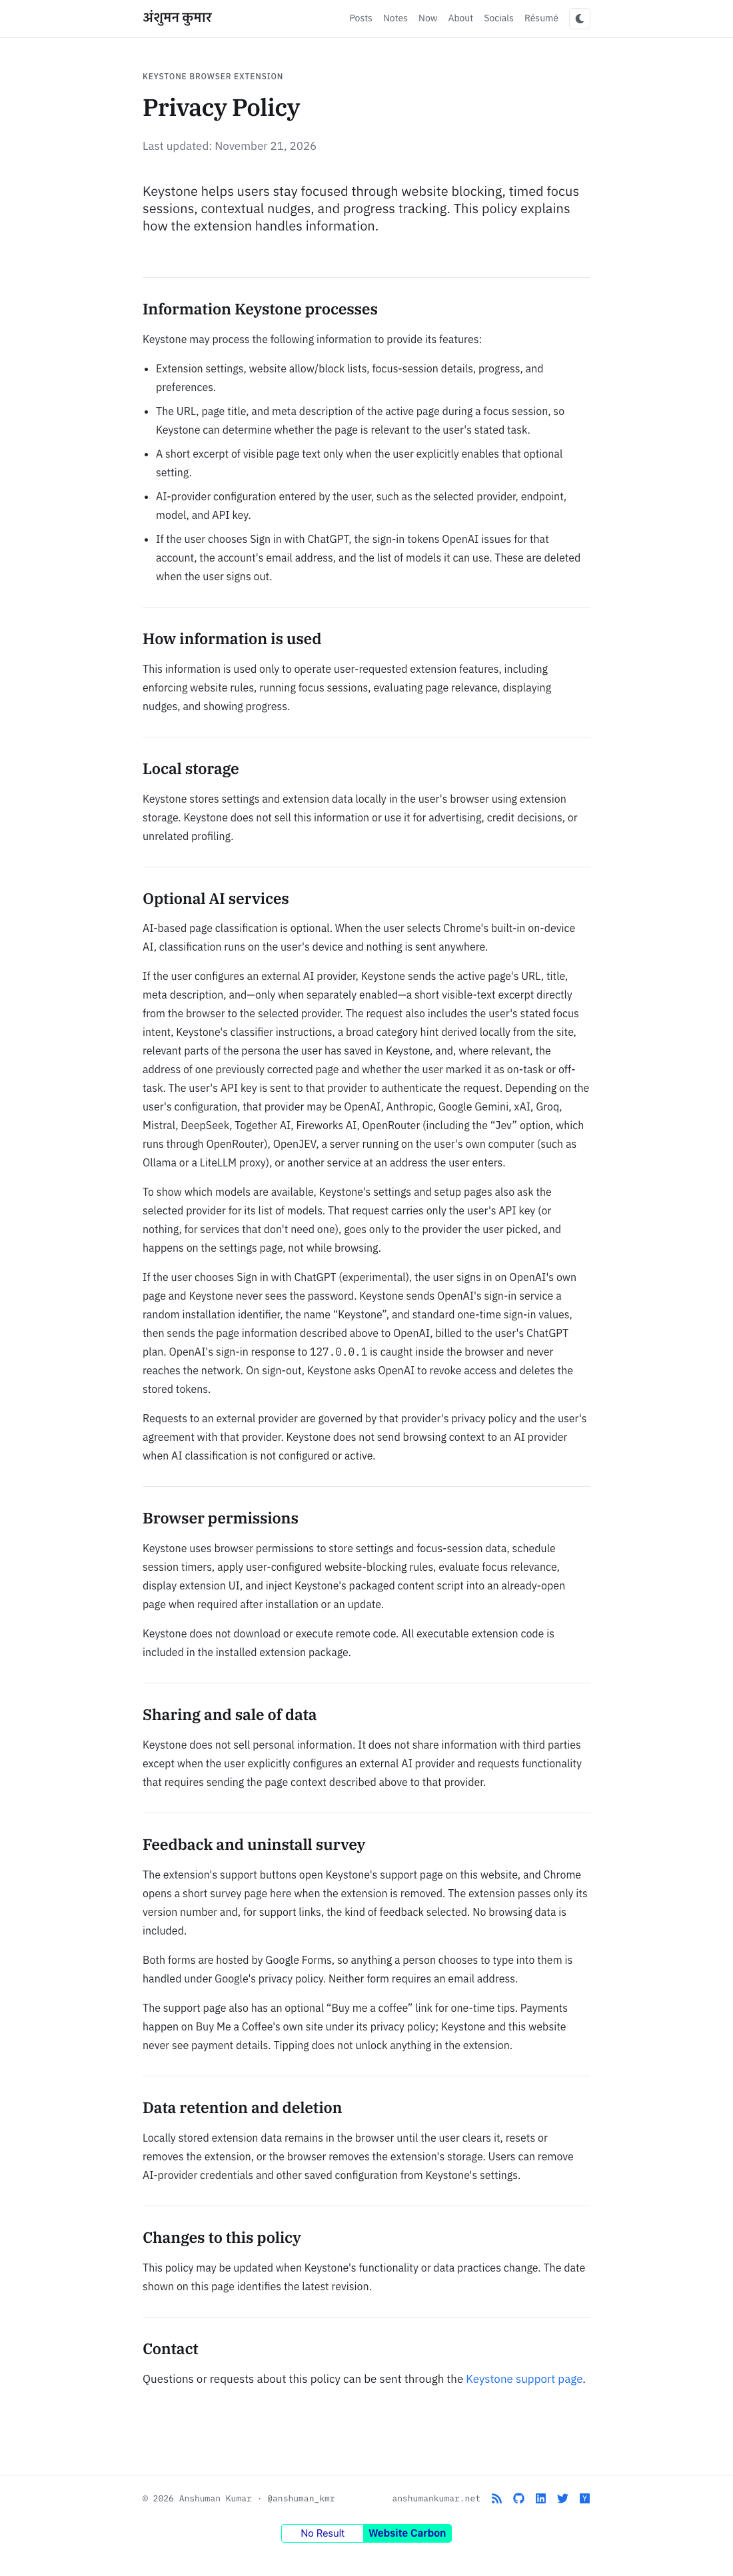 अंशुमन कुमार
Posts Notes Now About Socials Résumé
KEYSTONE BROWSER EXTENSION
Privacy Policy
Last updated: November 21, 2026
Keystone helps users stay focused through website blocking, timed focus
sessions, contextual nudges, and progress tracking. This policy explains
how the extension handles information.
Information Keystone processes
Keystone may process the following information to provide its features:
• Extension settings, website allow/block lists, focus-session details, progress, and
preferences.
• The URL, page title, and meta description of the active page during a focus session, so
Keystone can determine whether the page is relevant to the user's stated task.
• A short excerpt of visible page text only when the user explicitly enables that optional
setting.
• AI-provider configuration entered by the user, such as the selected provider, endpoint,
model, and API key.
• If the user chooses Sign in with ChatGPT, the sign-in tokens OpenAI issues for that
account, the account's email address, and the list of models it can use. These are deleted
when the user signs out.
How information is used
This information is used only to operate user-requested extension features, including
enforcing website rules, running focus sessions, evaluating page relevance, displaying
nudges, and showing progress.
Local storage
Keystone stores settings and extension data locally in the user's browser using extension
storage. Keystone does not sell this information or use it for advertising, credit decisions, or
unrelated profiling.
Optional AI services
AI-based page classification is optional. When the user selects Chrome's built-in on-device
AI, classification runs on the user's device and nothing is sent anywhere.
If the user configures an external AI provider, Keystone sends the active page's URL, title,
meta description, and—only when separately enabled—a short visible-text excerpt directly
from the browser to the selected provider. The request also includes the user's stated focus
intent, Keystone's classifier instructions, a broad category hint derived locally from the site,
relevant parts of the persona the user has saved in Keystone, and, where relevant, the
address of one previously corrected page and whether the user marked it as on-task or off-
task. The user's API key is sent to that provider to authenticate the request. Depending on the
user's configuration, that provider may be OpenAI, Anthropic, Google Gemini, xAI, Groq,
Mistral, DeepSeek, Together AI, Fireworks AI, OpenRouter (including the “Jev” option, which
runs through OpenRouter), OpenJEV, a server running on the user's own computer (such as
Ollama or a LiteLLM proxy), or another service at an address the user enters.
To show which models are available, Keystone's settings and setup pages also ask the
selected provider for its list of models. That request carries only the user's API key (or
nothing, for services that don't need one), goes only to the provider the user picked, and
happens on the settings page, not while browsing.
If the user chooses Sign in with ChatGPT (experimental), the user signs in on OpenAI's own
page and Keystone never sees the password. Keystone sends OpenAI's sign-in service a
random installation identifier, the name “Keystone”, and standard one-time sign-in values,
then sends the page information described above to OpenAI, billed to the user's ChatGPT
plan. OpenAI's sign-in response to 127.0.0.1 is caught inside the browser and never
reaches the network. On sign-out, Keystone asks OpenAI to revoke access and deletes the
stored tokens.
Requests to an external provider are governed by that provider's privacy policy and the user's
agreement with that provider. Keystone does not send browsing context to an AI provider
when AI classification is not configured or active.
Browser permissions
Keystone uses browser permissions to store settings and focus-session data, schedule
session timers, apply user-configured website-blocking rules, evaluate focus relevance,
display extension UI, and inject Keystone's packaged content script into an already-open
page when required after installation or an update.
Keystone does not download or execute remote code. All executable extension code is
included in the installed extension package.
Sharing and sale of data
Keystone does not sell personal information. It does not share information with third parties
except when the user explicitly configures an external AI provider and requests functionality
that requires sending the page context described above to that provider.
Feedback and uninstall survey
The extension's support buttons open Keystone's support page on this website, and Chrome
opens a short survey page here when the extension is removed. The extension passes only its
version number and, for support links, the kind of feedback selected. No browsing data is
included.
Both forms are hosted by Google Forms, so anything a person chooses to type into them is
handled under Google's privacy policy. Neither form requires an email address.
The support page also has an optional “Buy me a coffee” link for one-time tips. Payments
happen on Buy Me a Coffee's own site under its privacy policy; Keystone and this website
never see payment details. Tipping does not unlock anything in the extension.
Data retention and deletion
Locally stored extension data remains in the browser until the user clears it, resets or
removes the extension, or the browser removes the extension's storage. Users can remove
AI-provider credentials and other saved configuration from Keystone's settings.
Changes to this policy
This policy may be updated when Keystone's functionality or data practices change. The date
shown on this page identifies the latest revision.
Contact
Questions or requests about this policy can be sent through the Keystone support page.
© 2026 Anshuman Kumar · @anshuman_kmr anshumankumar.net
No Result Website Carbon